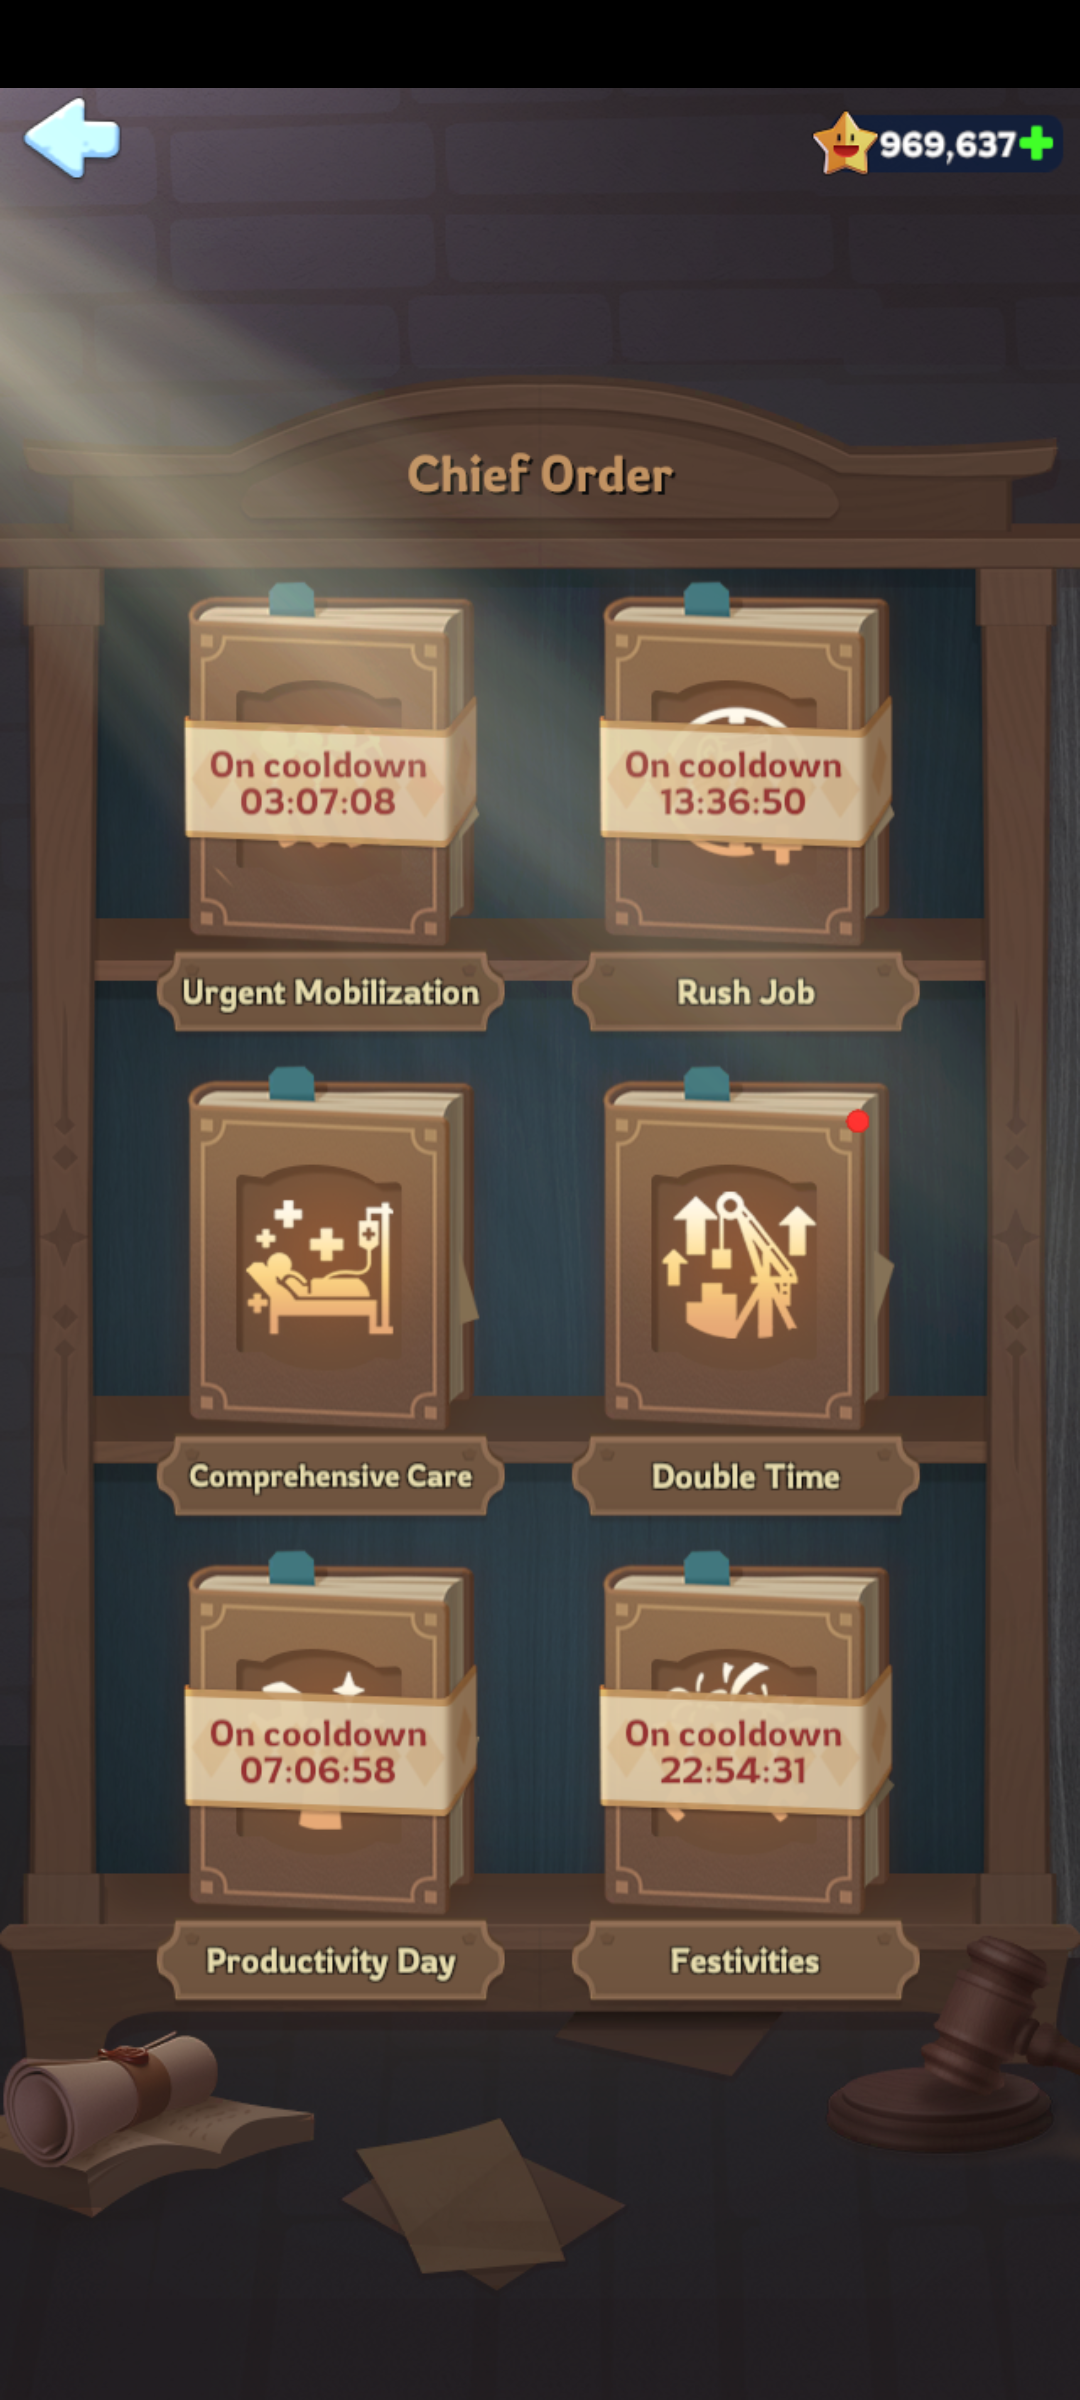 969,637
Chief Order
On cooldown
03:07:08
On cooldown
13:36:50
Urgent Mobilization
Rush Job
Comprehensive Care
Double Time
On cooldown
07:06:58
On cooldown
22:54:31
Productivity Day
Festivities